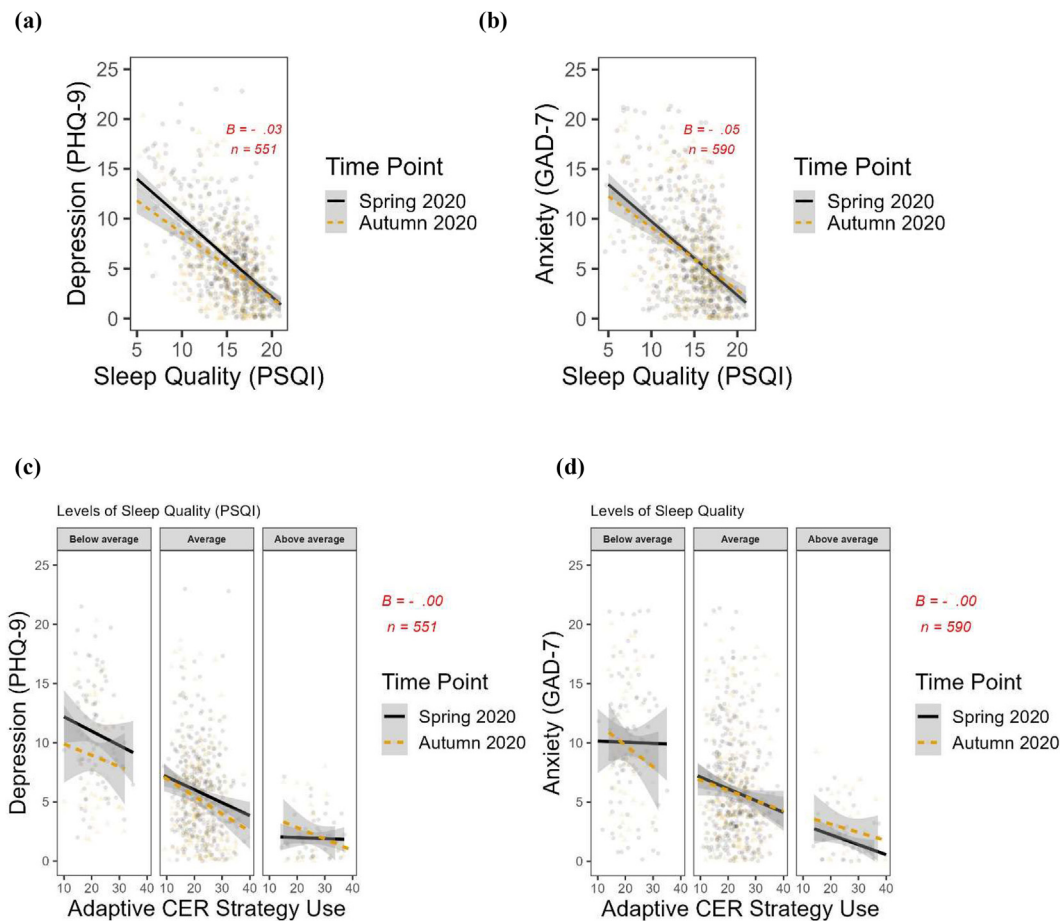 (a)
Depression (PHQ-9)
25
20
15
10
5
0
B = - .03
n = 551
5 10 15 20
Sleep Quality (PSQI)
Time Point
Spring 2020
Autumn 2020
(b)
Anxiety (GAD-7)
25
20
15
10
5
0
B = - .05
n = 590
5 10 15 20
Sleep Quality (PSQI)
Time Point
Spring 2020
Autumn 2020
(c)
Levels of Sleep Quality (PSQI)
Below average Average Above average
Depression (PHQ-9)
25
20
15
10
5
0
10 20 30 40 10 20 30 40 10 20 30 40
Adaptive CER Strategy Use
B = - .00
n = 551
Time Point
Spring 2020
Autumn 2020
(d)
Levels of Sleep Quality
Below average Average Above average
Anxiety (GAD-7)
25
20
15
10
5
0
10 20 30 40 10 20 30 40 10 20 30 40
Adaptive CER Strategy Use
B = - .00
n = 590
Time Point
Spring 2020
Autumn 2020